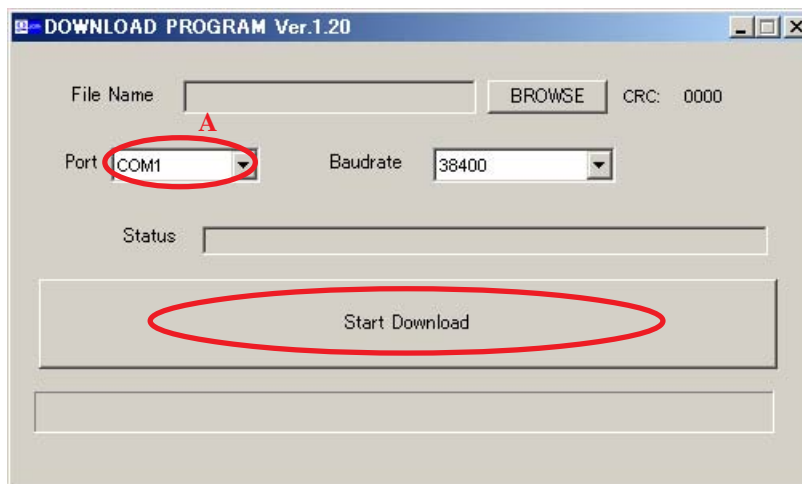 DOWNLOAD PROGRAM Ver.1.20
File Name BROWSE CRC: 0000
A
Port COM1 Baudrate 38400
Status
Start Download